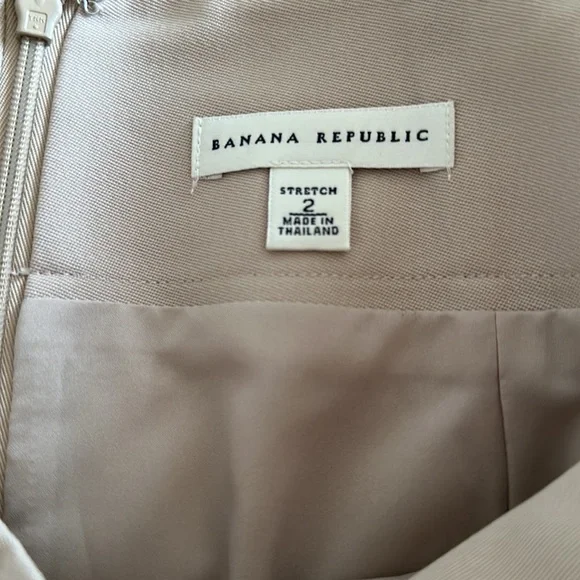 BANANA REPUBLIC
STRETCH
2
MADE IN
THAILAND